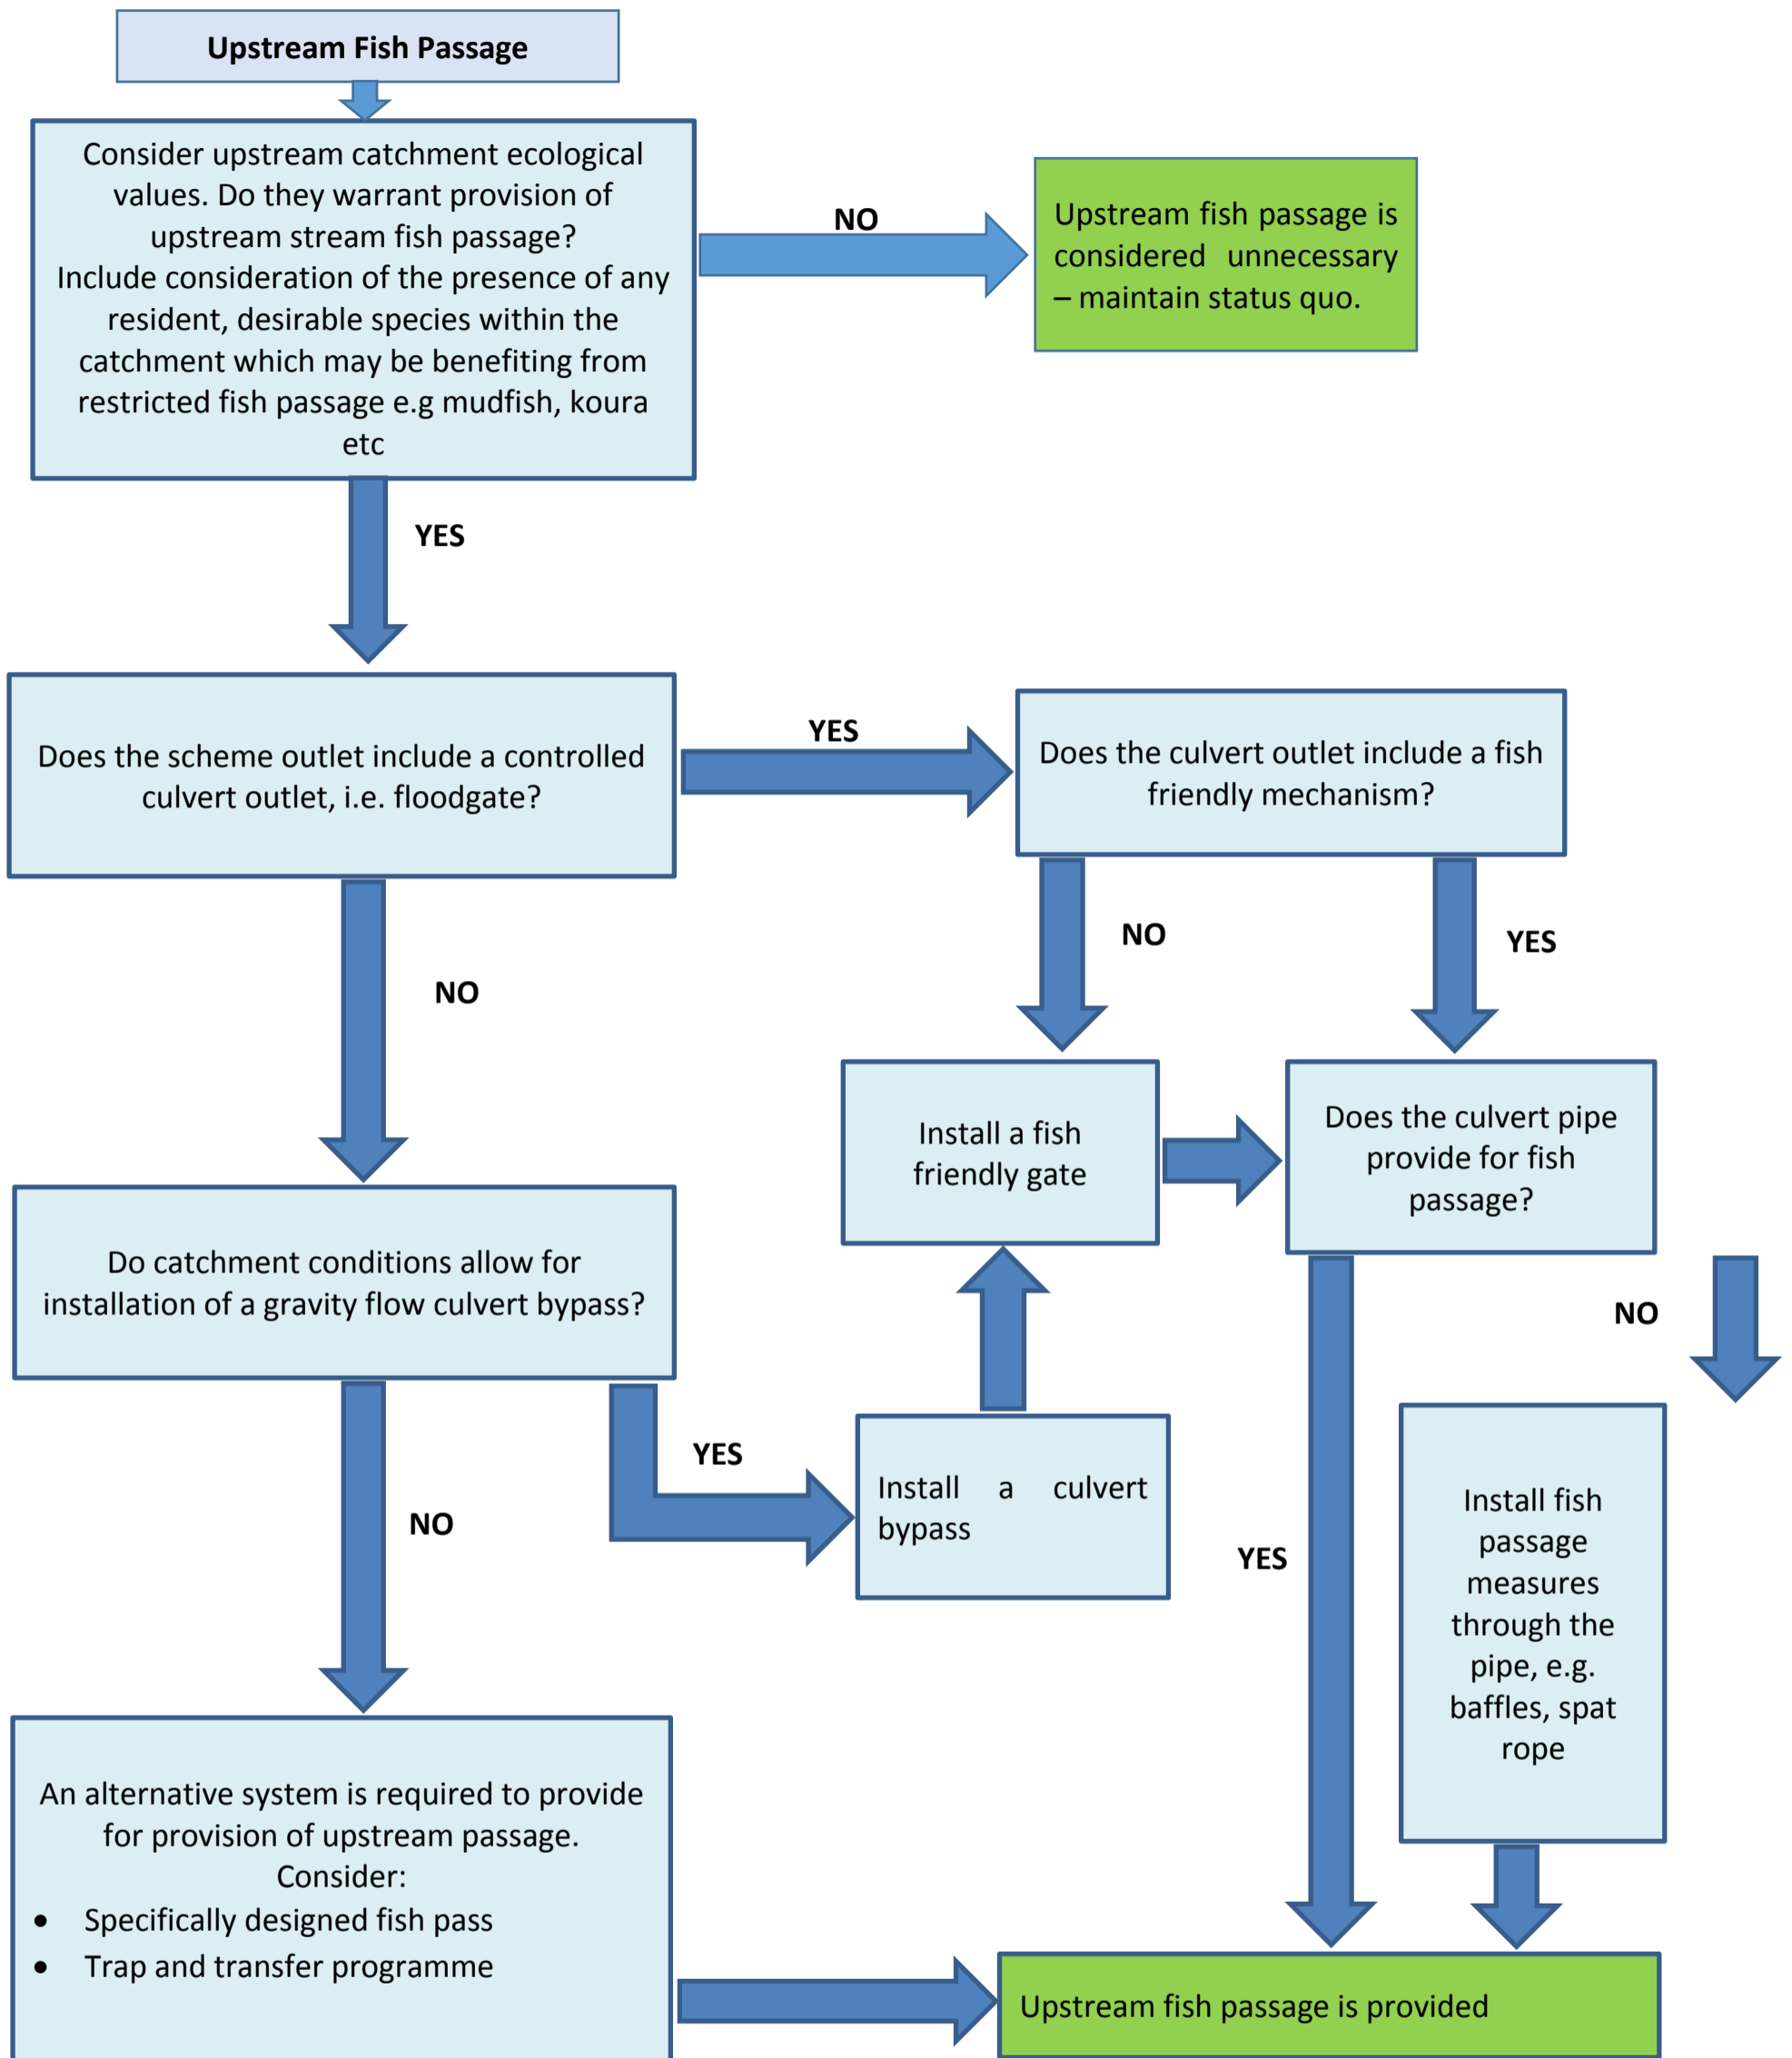 Upstream Fish Passage
Consider upstream catchment ecological
values. Do they warrant provision of
upstream stream fish passage?
Include consideration of the presence of any
resident, desirable species within the
catchment which may be benefiting from
restricted fish passage e.g mudfish, koura
etc
NO
Upstream fish passage is
considered unnecessary
– maintain status quo.
YES
Does the scheme outlet include a controlled
culvert outlet, i.e. floodgate?
YES
Does the culvert outlet include a fish
friendly mechanism?
NO
YES
NO
Install a fish
friendly gate
Does the culvert pipe
provide for fish
passage?
Do catchment conditions allow for
installation of a gravity flow culvert bypass?
NO
YES
Install a culvert
bypass
NO
YES
Install fish
passage
measures
through the
pipe, e.g.
baffles, spat
rope
An alternative system is required to provide
for provision of upstream passage.
Consider:
• Specifically designed fish pass
• Trap and transfer programme
Upstream fish passage is provided